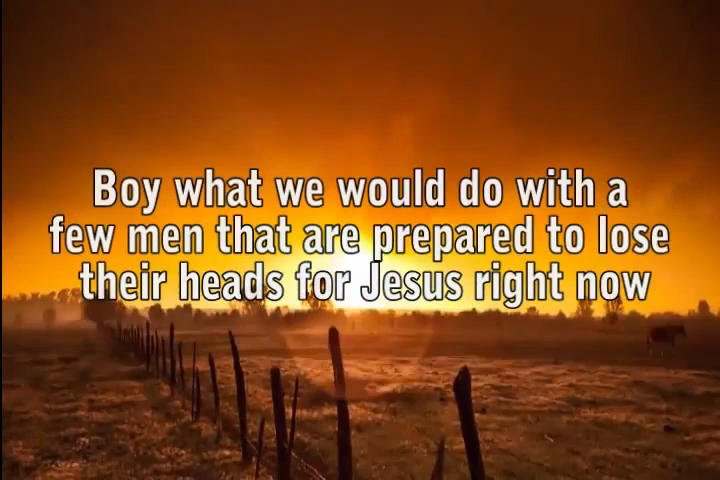 Boy what we would do with a
few men that are prepared to lose
their heads for Jesus right now